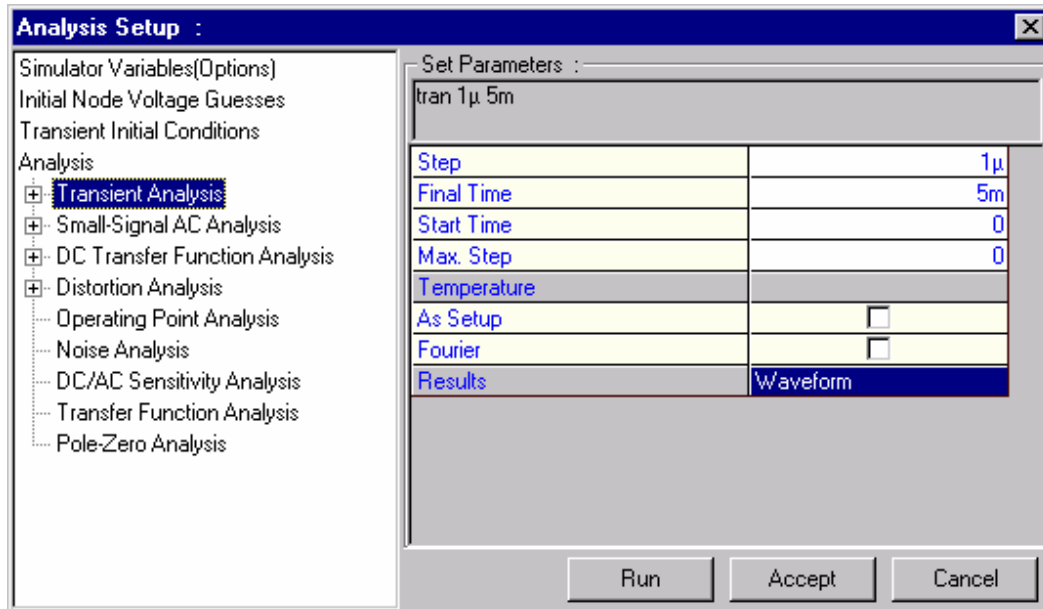 Analysis Setup :
Simulator Variables(Options)
Initial Node Voltage Guesses
Transient Initial Conditions
Analysis
Transient Analysis
Small-Signal AC Analysis
DC Transfer Function Analysis
Distortion Analysis
Operating Point Analysis
Noise Analysis
DC/AC Sensitivity Analysis
Transfer Function Analysis
Pole-Zero Analysis
Set Parameters :
tran 1µ 5m
Step 1µ
Final Time 5m
Start Time 0
Max. Step 0
Temperature
As Setup
Fourier
Results Waveform
Run Accept Cancel